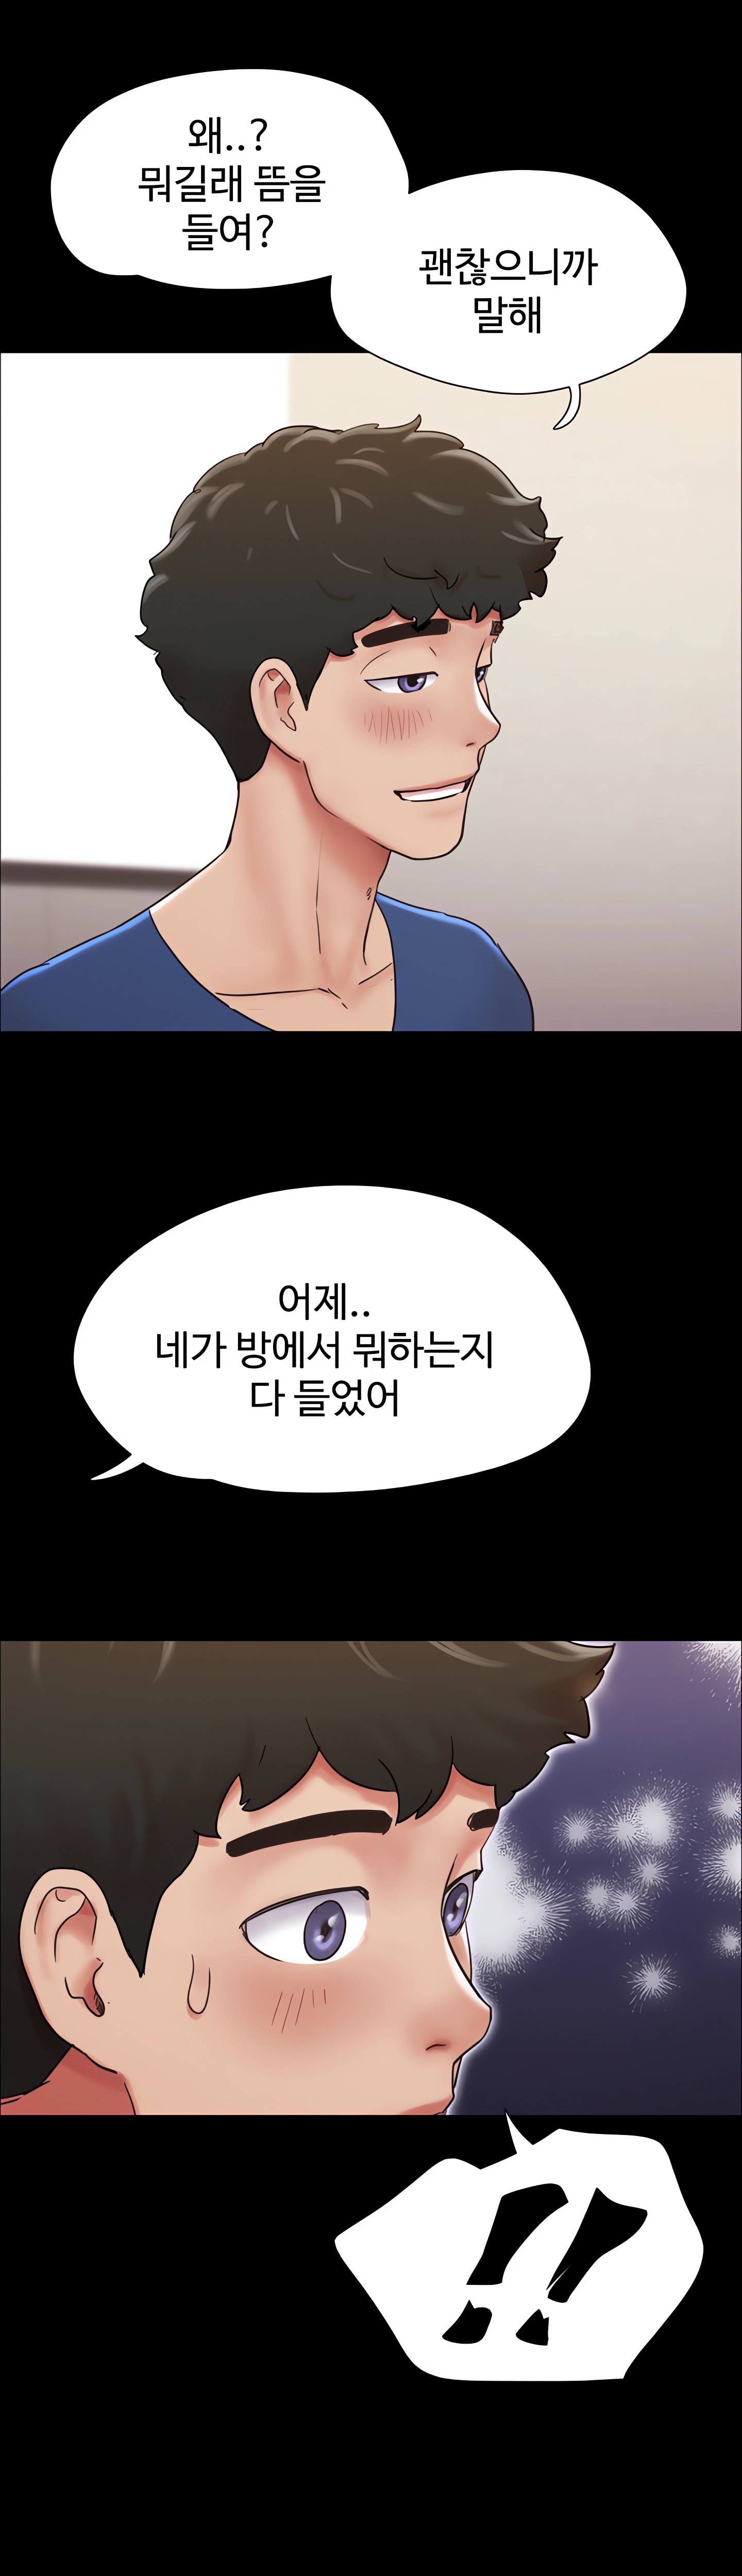 왜..?
뭐길래 뜸을
들여?
괜찮으니까
말해
어제..
네가 방에서 뭐하는지
다 들었어
!!